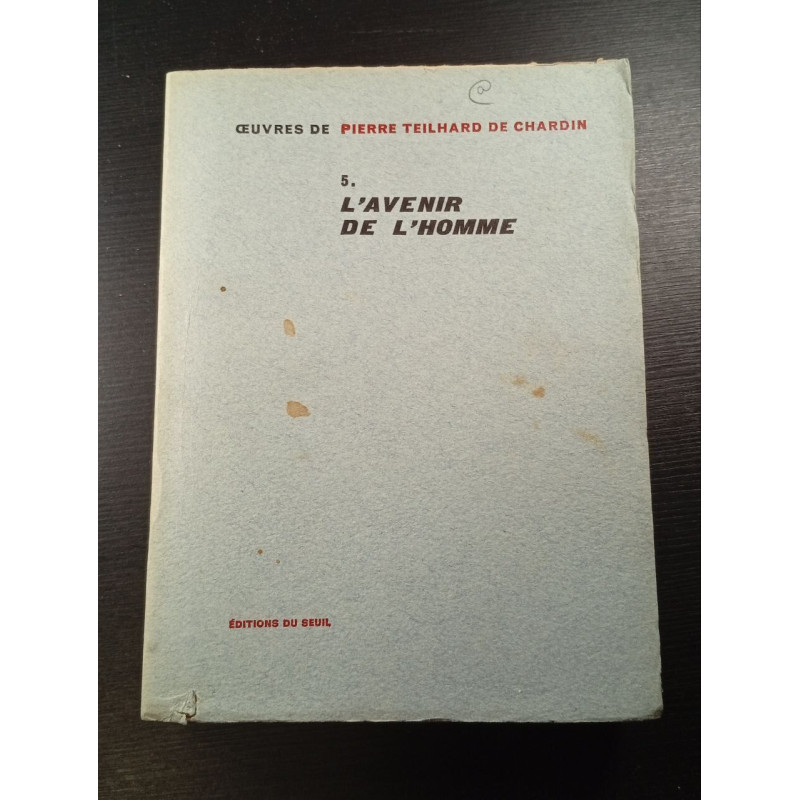 ŒUVRES DE PIERRE TEILHARD DE CHARDIN
5.
L'AVENIR
DE L'HOMME
ÉDITIONS DU SEUIL